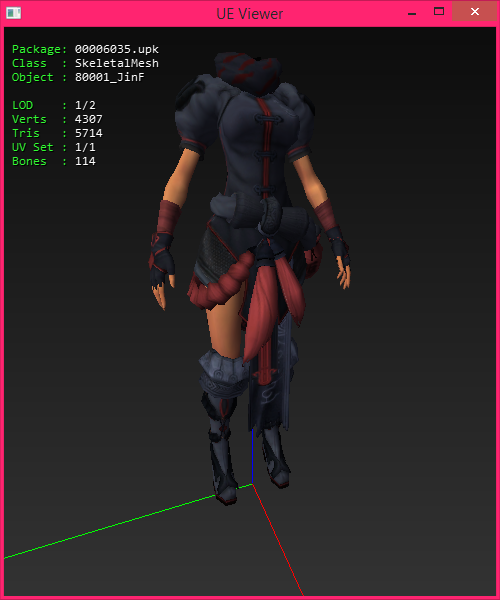 UE Viewer
Package: 00006035.upk
Class  : SkeletalMesh
Object : 80001_JinF
LOD    : 1/2
Verts  : 4307
Tris   : 5714
UV Set : 1/1
Bones  : 114